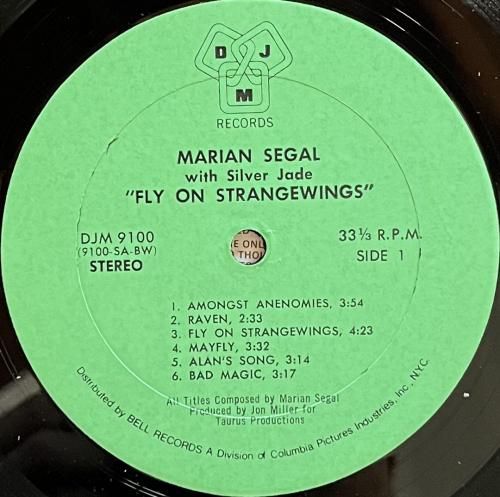 D J
M
RECORDS
MARIAN SEGAL
with Silver Jade
"FLY ON STRANGEWINGS"
DJM 9100
(9100-SA-BW)
STEREO
E ONL
THO
33⅓ R.P.M.
SIDE 1
1. AMONGST ANENOMIES, 3:54
2. RAVEN, 2:33
3. FLY ON STRANGEWINGS, 4:23
4. MAYFLY, 3:32
5. ALAN'S SONG, 3:14
6. BAD MAGIC, 3:17
All Titles Composed by Marian Segal
Produced by Jon Miller for
Taurus Productions
Distributed by BELL RECORDS A Division of Columbia Pictures Industries, Inc., N.Y.C.